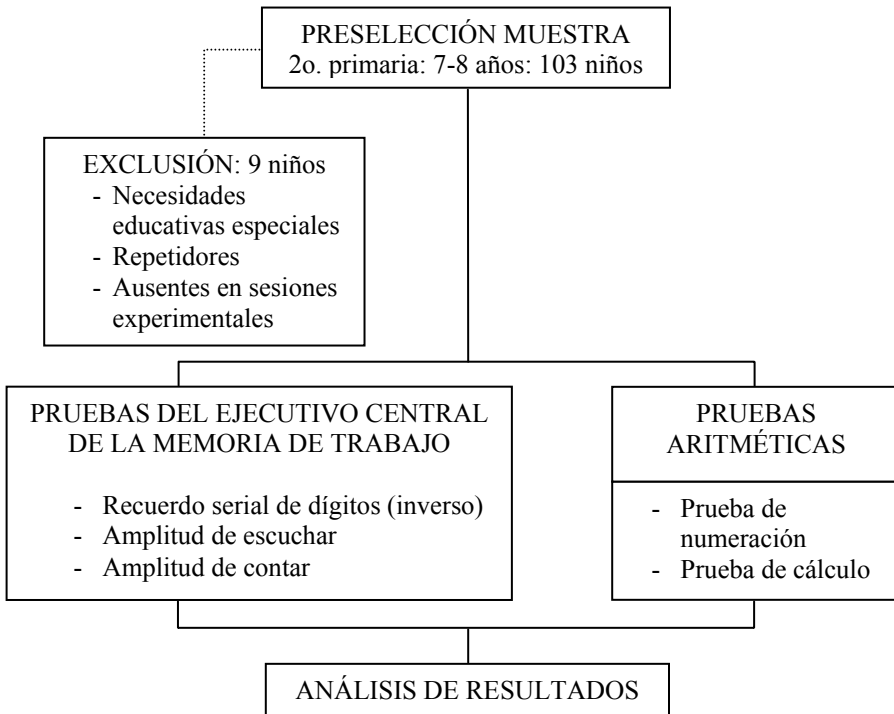 PRESELECCIÓN MUESTRA
2o. primaria: 7-8 años: 103 niños
EXCLUSIÓN: 9 niños
- Necesidades
educativas especiales
- Repetidores
- Ausentes en sesiones
experimentales
PRUEBAS DEL EJECUTIVO CENTRAL
DE LA MEMORIA DE TRABAJO
- Recuerdo serial de dígitos (inverso)
- Amplitud de escuchar
- Amplitud de contar
PRUEBAS
ARITMÉTICAS
- Prueba de
numeración
- Prueba de cálculo
ANÁLISIS DE RESULTADOS